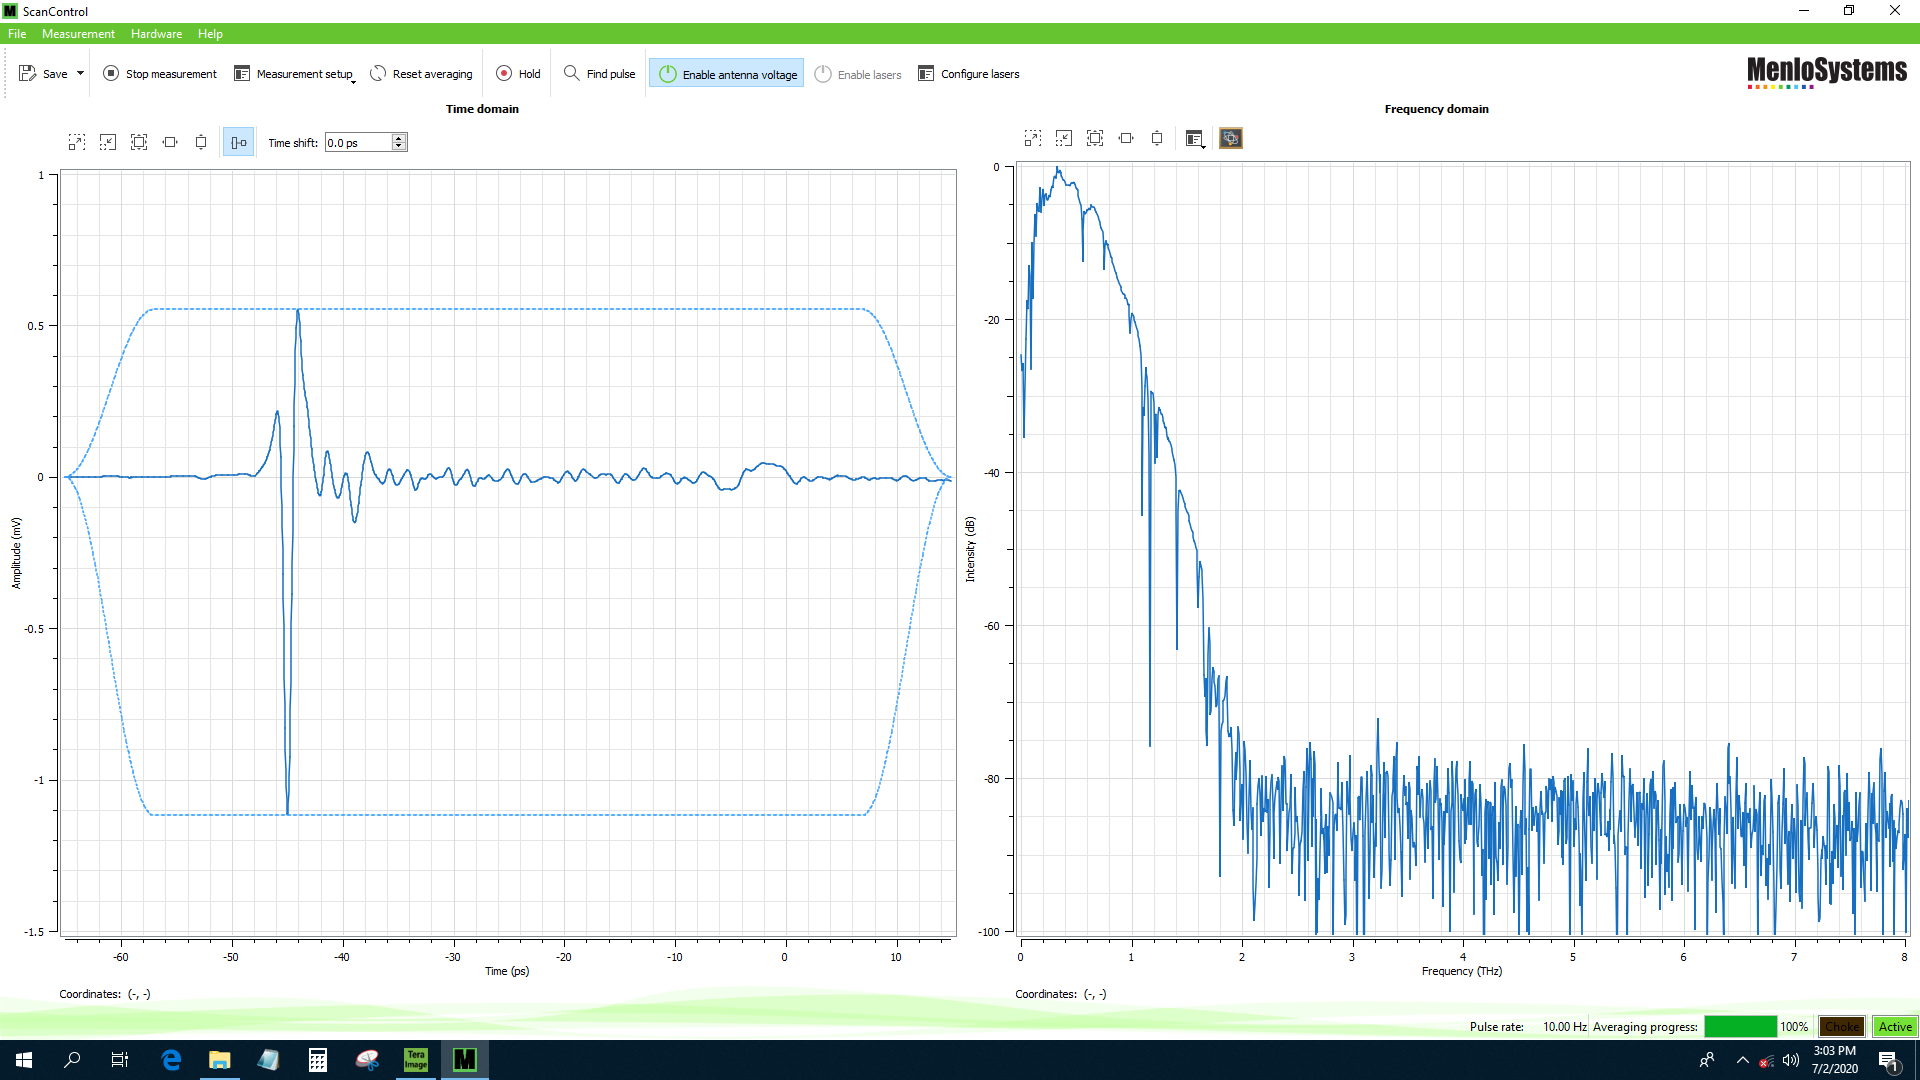 ScanControl
File Measurement Hardware Help
Save Stop measurement Measurement setup Reset averaging Hold Find pulse Enable antenna voltage Enable lasers Configure lasers
MenloSystems
Time domain
Time shift: 0.0 ps
1
0.5
0
-0.5
-1
-1.5
Amplitude (mV)
-60 -50 -40 -30 -20 -10 0 10
Time (ps)
Coordinates: (-, -)
Frequency domain
0
-20
-40
-60
-80
-100
Intensity (dB)
0 1 2 3 4 5 6 7 8
Frequency (THz)
Coordinates: (-, -)
Pulse rate: 10.00 Hz Averaging progress: 100% Choke Active
Tera
Image
M
3:03 PM
7/2/2020
1